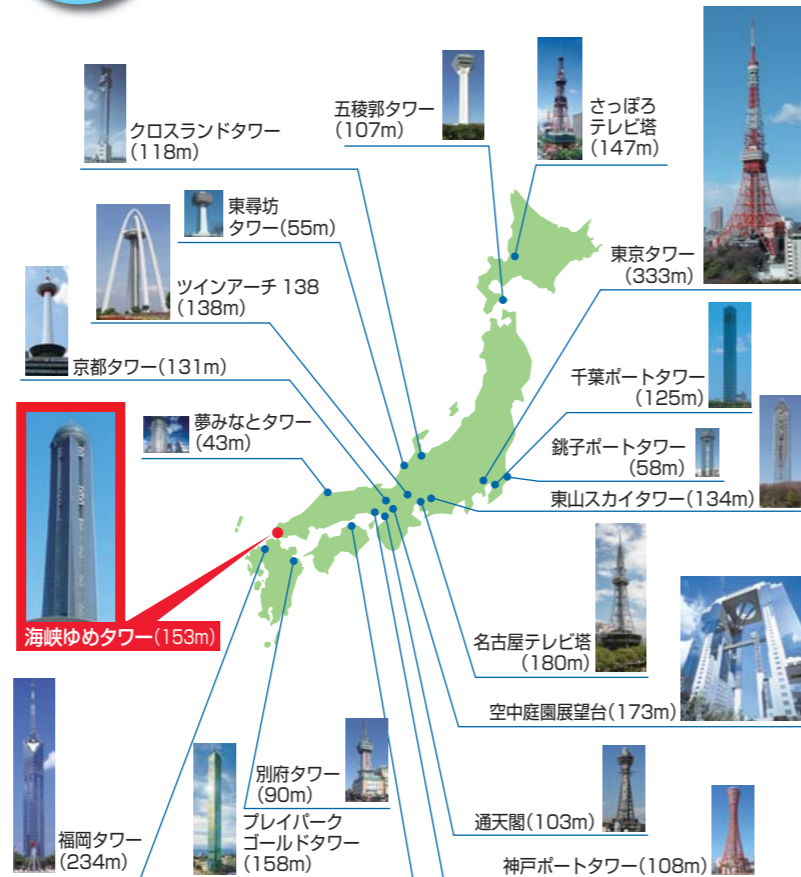 クロスランドタワー
(118m)
五稜郭タワー
(107m)
さっぽろ
テレビ塔
(147m)
東尋坊
タワー(55m)
東京タワー
(333m)
ツインアーチ 138
(138m)
京都タワー(131m)
千葉ポートタワー
(125m)
夢みなとタワー
(43m)
銚子ポートタワー
(58m)
東山スカイタワー(134m)
海峡ゆめタワー(153m)
名古屋テレビ塔
(180m)
空中庭園展望台(173m)
別府タワー
(90m)
通天閣(103m)
福岡タワー
(234m)
プレイパーク
ゴールドタワー
(158m)
神戸ポートタワー(108m)